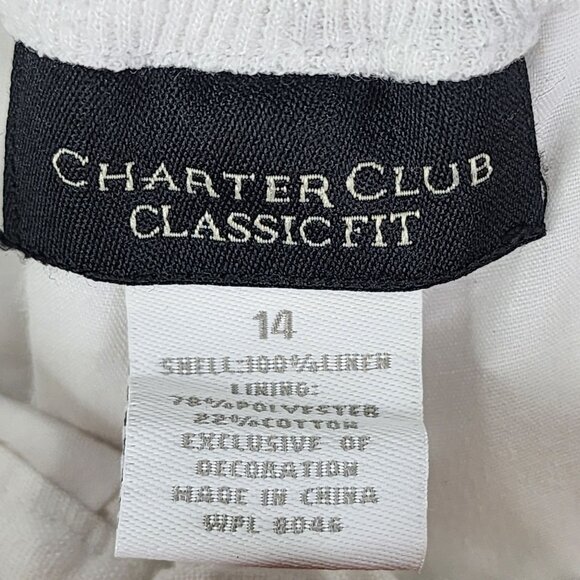 CHARTER CLUB
CLASSIC FIT
14
SHELL:100%LINEN
LINING:
78%POLYESTER
22%COTTON
EXCLUSIVE OF
DECORATION
MADE IN CHINA
WPL 8046